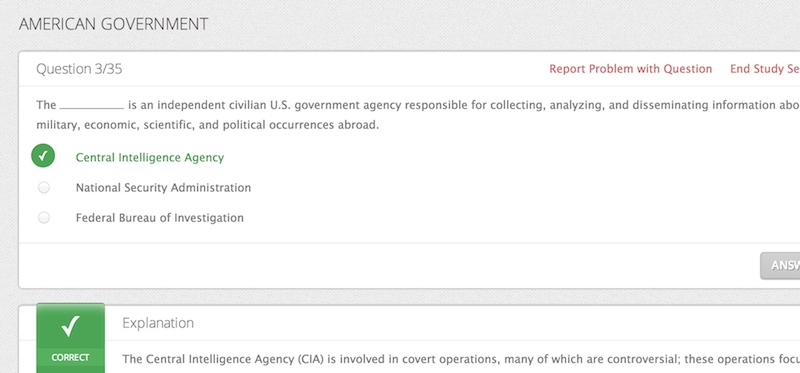 AMERICAN GOVERNMENT
Question 3/35
Report Problem with Question
End Study Se
The __________ is an independent civilian U.S. government agency responsible for collecting, analyzing, and disseminating information abo
military, economic, scientific, and political occurrences abroad.
Central Intelligence Agency
National Security Administration
Federal Bureau of Investigation
ANSW
Explanation
CORRECT
The Central Intelligence Agency (CIA) is involved in covert operations, many of which are controversial; these operations focu